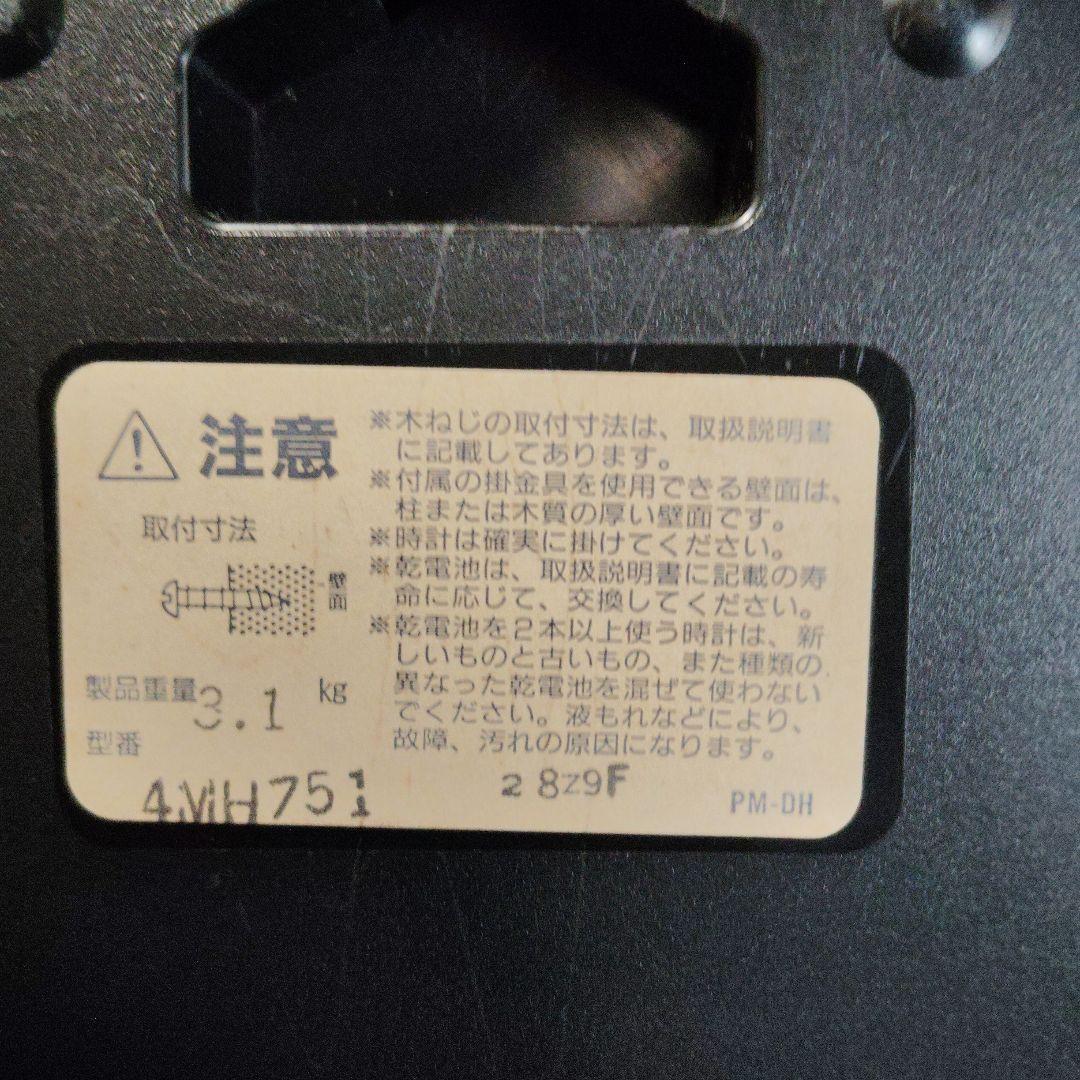 注意
取付寸法
壁面
製品重量 3.1 kg
型番
4MH751
※木ねじの取付寸法は、取扱説明書
に記載してあります。
※付属の掛金具を使用できる壁面は、
柱または木質の厚い壁面です。
※時計は確実に掛けてください。
※乾電池は、取扱説明書に記載の寿
命に応じて、交換してください。
※乾電池を2本以上使う時計は、新
しいものと古いもの、また種類の
異なった乾電池を混ぜて使わない
でください。液もれなどにより、
故障、汚れの原因になります。
28Z9F
PM-DH